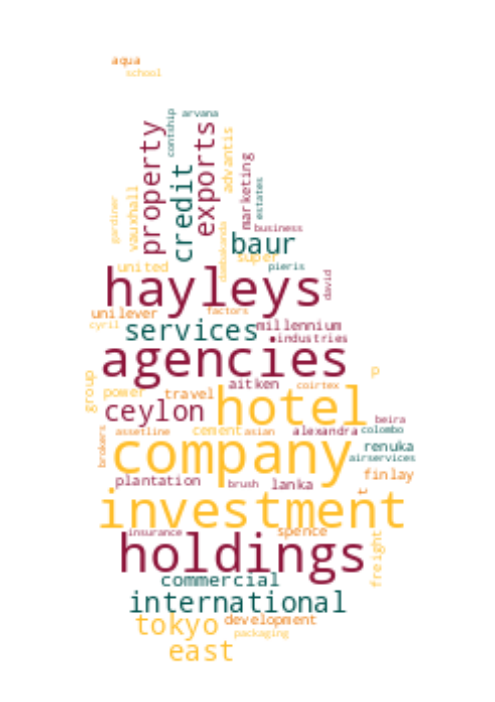 aqua
school
arvana
contship
property
credit
exports
advantis
marketing
estates
vauxhall
gardiner
business
baur
dambakanda
super
united
pieris
hayleys
david
unilever
factors
cyril
services
millennium
industries
agencies
p
group
aitken
coirtex
power
travel
ceylon
hotel
beira
brokers
assetline
cement
asian
alexandra
colombo
renuka
company
airservices
finlay
plantation
brush
lanka
t
investment
insurance
spence
holdings
freight
commercial
international
tokyo
development
packaging
east